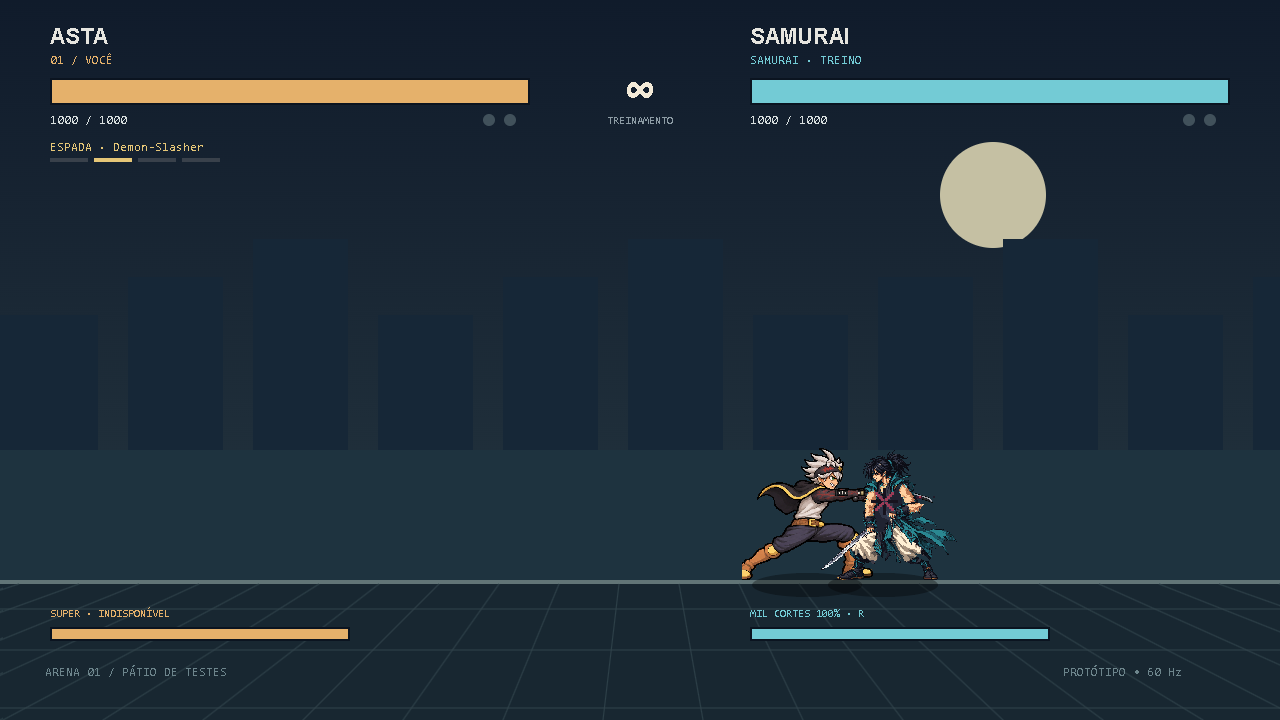 ASTA
01 / VOCÊ
1000 / 1000
ESPADA · Demon-Slasher
∞
TREINAMENTO
SAMURAI
SAMURAI · TREINO
1000 / 1000
SUPER · INDISPONÍVEL
MIL CORTES 100% · R
ARENA 01 / PÁTIO DE TESTES
PROTÓTIPO • 60 Hz